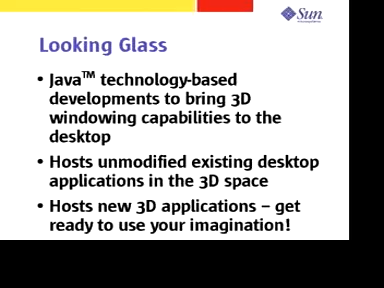 Sun
Looking Glass
• Java™ technology-based
developments to bring 3D
windowing capabilities to the
desktop
• Hosts unmodified existing desktop
applications in the 3D space
• Hosts new 3D applications – get
ready to use your imagination!